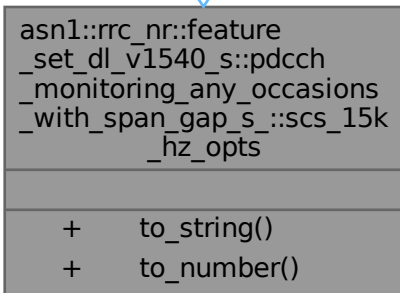 asn1::rrc_nr::feature
_set_dl_v1540_s::pdcch
_monitoring_any_occasions
_with_span_gap_s_::scs_15k
_hz_opts
+ to_string()
+ to_number()